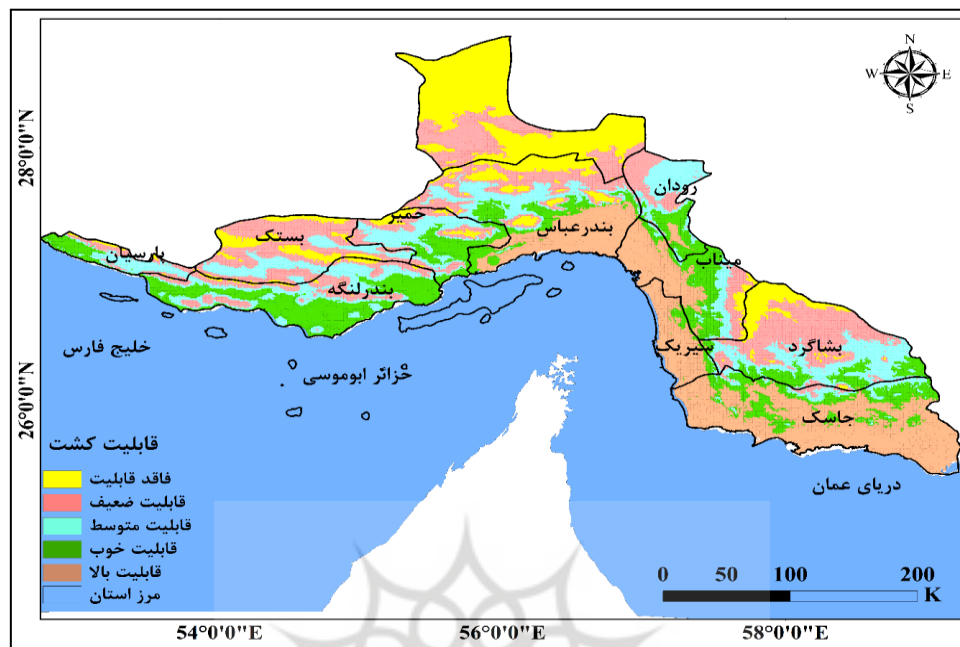 N
W E
S
28°0'0"N
26°0'0"N
رودان
خمیر
بندرعباس
بستک
میناب
پارسیان
بندرلنگه
سیریک
بشاگرد
خلیج فارس
جزائر ابوموسی
جاسک
دریای عمان
قابلیت کشت
فاقد قابلیت
قابلیت ضعیف
قابلیت متوسط
قابلیت خوب
قابلیت بالا
مرز استان
0 50 100 200
K
54°0'0"E 56°0'0"E 58°0'0"E